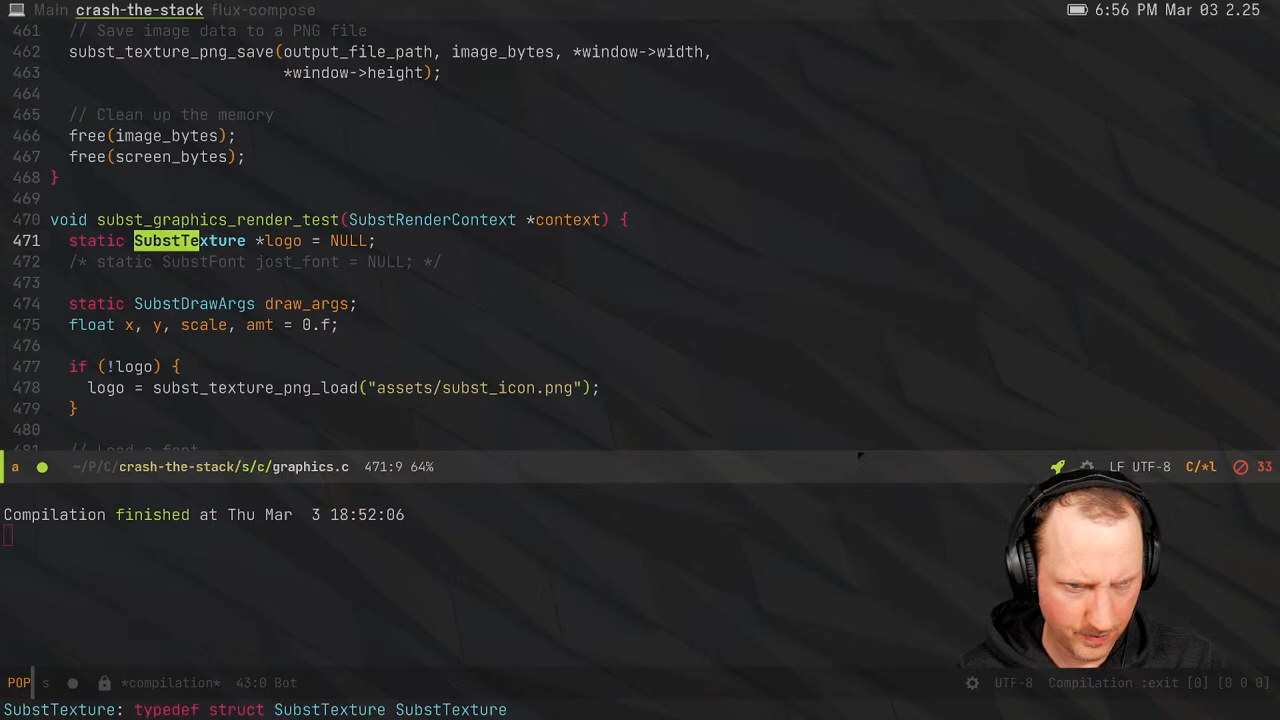 Main crash-the-stack flux-compose 6:56 PM Mar 03 2.25
461 // Save image data to a PNG file
462 subst_texture_png_save(output_file_path, image_bytes, *window->width,
463 *window->height);
464
465 // Clean up the memory
466 free(image_bytes);
467 free(screen_bytes);
468 }
469
470 void subst_graphics_render_test(SubstRenderContext *context) {
471 static SubstTexture *logo = NULL;
472 /* static SubstFont jost_font = NULL; */
473
474 static SubstDrawArgs draw_args;
475 float x, y, scale, amt = 0.f;
476
477 if (!logo) {
478 logo = subst_texture_png_load("assets/subst_icon.png");
479 }
480
481 // Load a font
a ~/P/C/crash-the-stack/s/c/graphics.c 471:9 64% LF UTF-8 C/*l 33
Compilation finished at Thu Mar 3 18:52:06
POP s *compilation* 43:0 Bot UTF-8 Compilation :exit [0] [0 0 0]
SubstTexture: typedef struct SubstTexture SubstTexture